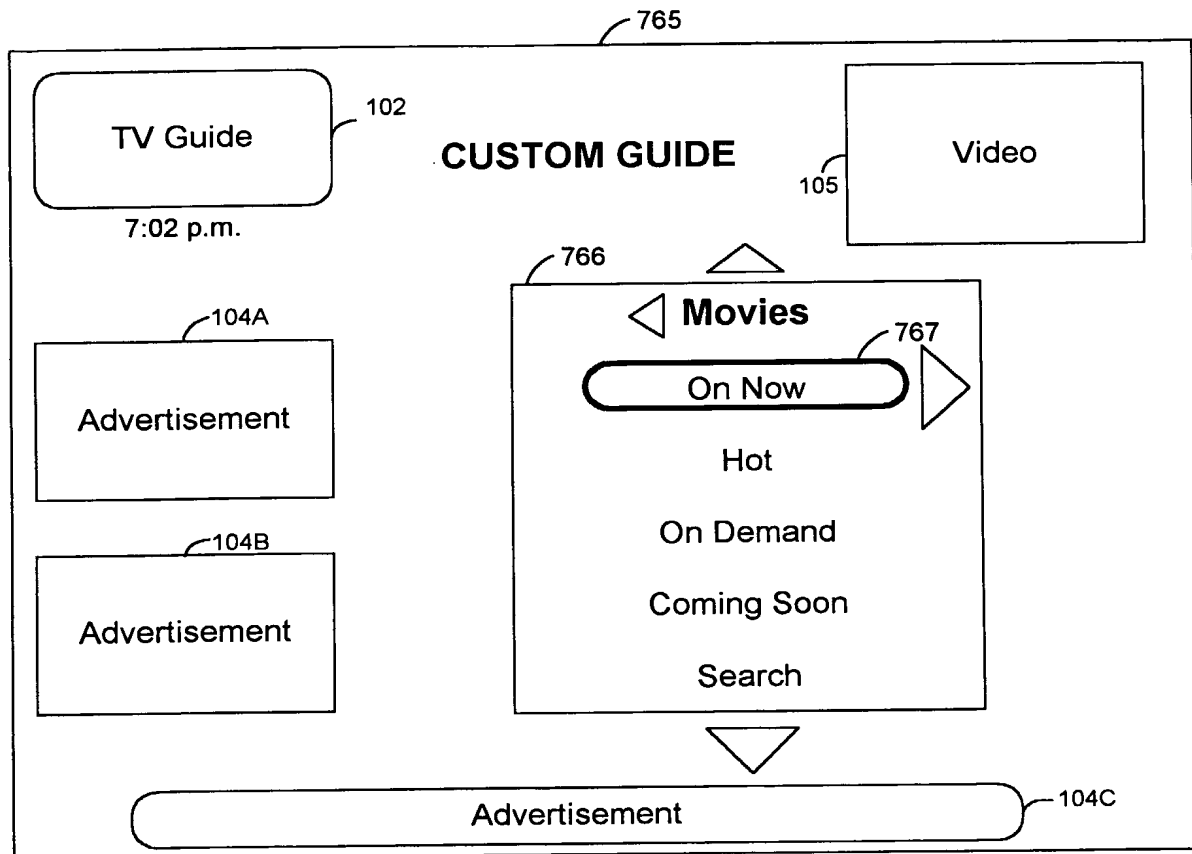 765
TV Guide
102
CUSTOM GUIDE
Video
105
7:02 p.m.
766
Movies
767
On Now
Hot
On Demand
Coming Soon
Search
104A
Advertisement
104B
Advertisement
Advertisement
104C